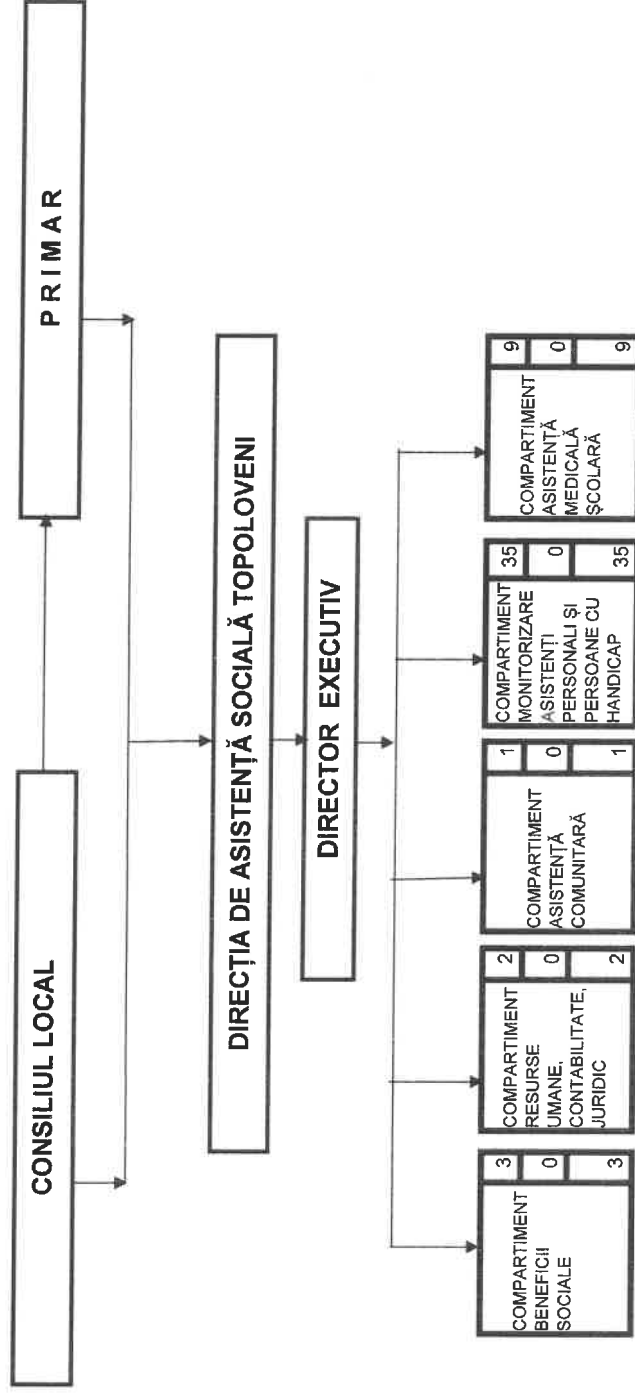 CONSILIUL LOCAL
P R I M A R
DIRECȚIA DE ASISTENȚĂ SOCIALĂ TOPOLOVENI
DIRECTOR EXECUTIV
COMPARTIMENT
BENEFICII
SOCIALE
3
0
3
COMPARTIMENT
RESURSE
UMANE,
CONTABILITATE,
JURIDIC
2
0
2
COMPARTIMENT
ASISTENȚĂ
COMUNITARĂ
1
0
1
COMPARTIMENT
MONITORIZARE
ASISTENȚI
PERSONALI ȘI
PERSOANE CU
HANDICAP
35
0
35
COMPARTIMENT
ASISTENȚĂ
MEDICALĂ
ȘCOLARĂ
9
0
9